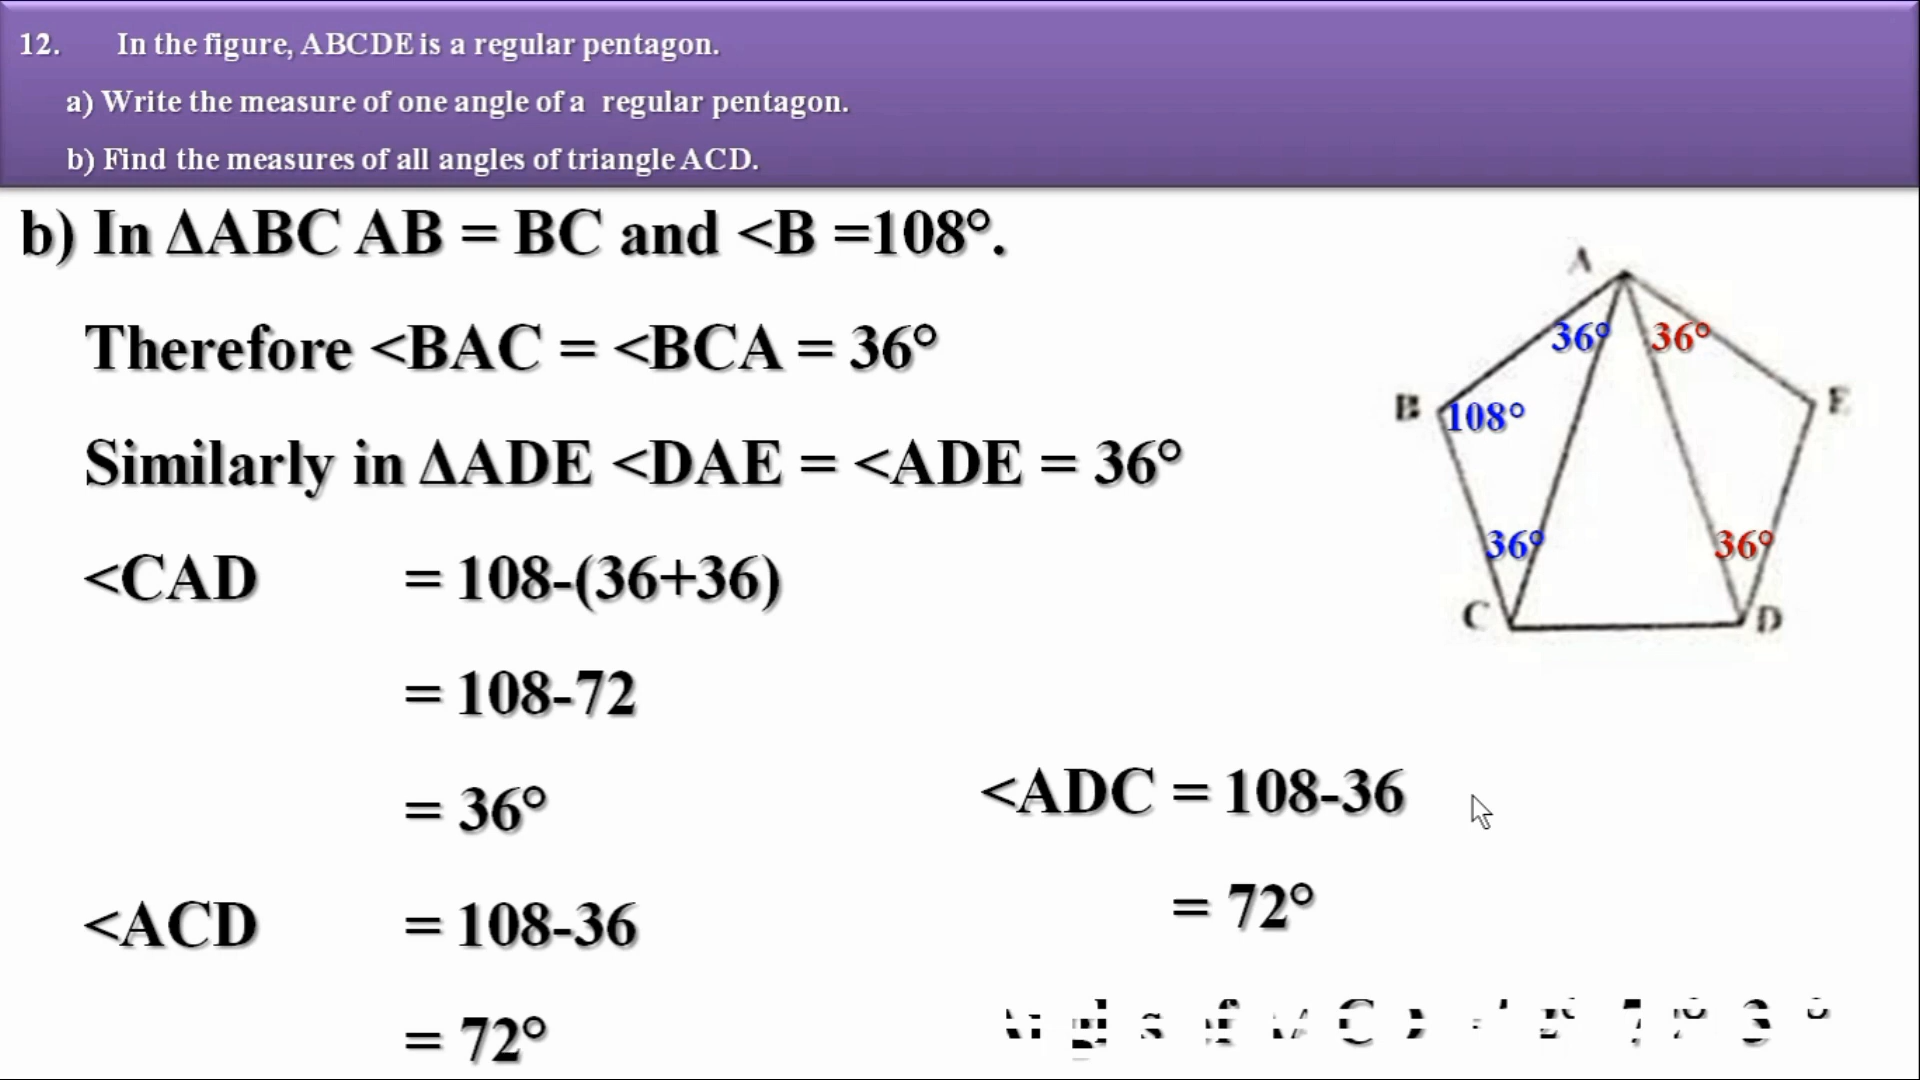 12. In the figure, ABCDE is a regular pentagon.
a) Write the measure of one angle of a regular pentagon.
b) Find the measures of all angles of triangle ACD.
b) In ΔABC AB = BC and <B =108°.
Therefore <BAC = <BCA = 36°
Similarly in ΔADE <DAE = <ADE = 36°
<CAD = 108-(36+36)
= 108-72
= 36°
<ACD = 108-36
= 72°
<ADC = 108-36
= 72°
A
36° 36°
B 108° E
36° 36°
C D